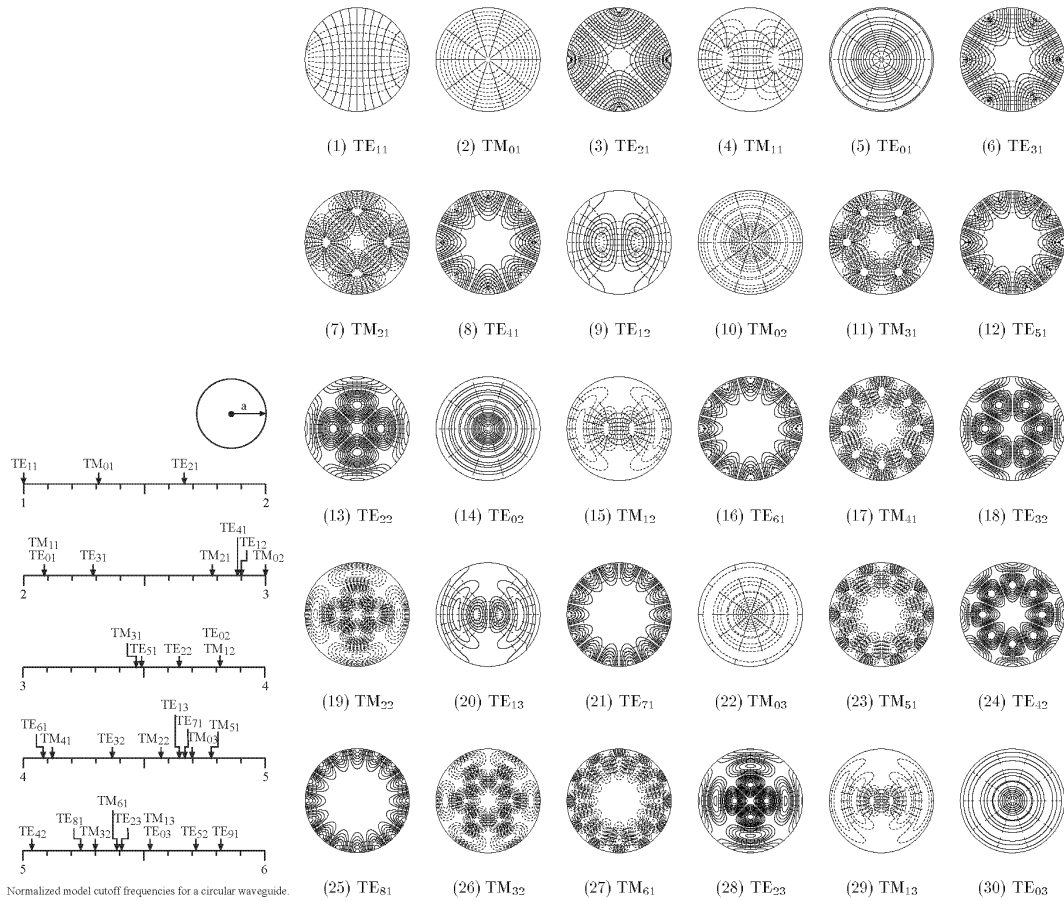 (1) TE₁₁ (2) TM₀₁ (3) TE₂₁ (4) TM₁₁ (5) TE₀₁ (6) TE₃₁
(7) TM₂₁ (8) TE₄₁ (9) TE₁₂ (10) TM₀₂ (11) TM₃₁ (12) TE₅₁
(13) TE₂₂ (14) TE₀₂ (15) TM₁₂ (16) TE₆₁ (17) TM₄₁ (18) TE₃₂
(19) TM₂₂ (20) TE₁₃ (21) TE₇₁ (22) TM₀₃ (23) TM₅₁ (24) TE₄₂
(25) TE₈₁ (26) TM₃₂ (27) TM₆₁ (28) TE₂₃ (29) TM₁₃ (30) TE₀₃
a
TE₁₁ TM₀₁ TE₂₁
1 2
TE₄₁
TM₁₁ TE₁₂
TE₀₁ TE₃₁ TM₂₁ TM₀₂
2 3
TM₃₁ TE₀₂
TE₅₁ TE₂₂ TM₁₂
3 4
TE₁₃
TE₆₁ TE₇₁ TM₅₁
TM₄₁ TE₃₂ TM₂₂ TM₀₃
4 5
TM₆₁
TE₈₁ TE₂₃ TM₁₃
TE₄₂ TM₃₂ TE₀₃ TE₅₂ TE₉₁
5 6
Normalized model cutoff frequencies for a circular waveguide.